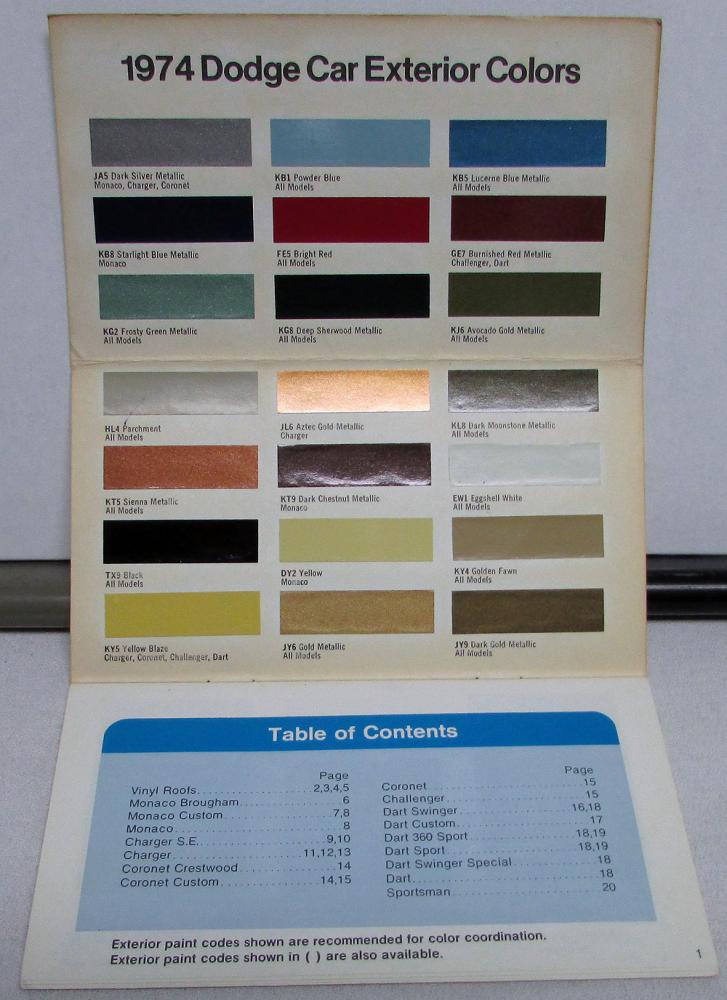 1974 Dodge Car Exterior Colors
JA5 Dark Silver Metallic
Monaco, Charger, Coronet
KB1 Powder Blue
All Models
KB5 Lucerne Blue Metallic
All Models
KB8 Starlight Blue Metallic
Monaco
FE5 Bright Red
All Models
GE7 Burnished Red Metallic
Challenger, Dart
KG2 Frosty Green Metallic
All Models
KG8 Deep Sherwood Metallic
All Models
KJ6 Avocado Gold Metallic
All Models
HL4 Parchment
All Models
JL6 Aztec Gold Metallic
Charger
KL8 Dark Moonstone Metallic
All Models
KT5 Sienna Metallic
All Models
KT9 Dark Chestnut Metallic
Monaco
EW1 Eggshell White
All Models
TX9 Black
All Models
DY2 Yellow
Monaco
KY4 Golden Fawn
All Models
KY5 Yellow Blaze
Charger, Coronet, Challenger, Dart
JY6 Gold Metallic
All Models
JY9 Dark Gold Metallic
All Models
Table of Contents
Page
Vinyl Roofs 2,3,4,5
Monaco Brougham 6
Monaco Custom 7,8
Monaco 8
Charger S.E. 9,10
Charger 11,12,13
Coronet Crestwood 14
Coronet Custom 14,15
Page
Coronet 15
Challenger 15
Dart Swinger 16,18
Dart Custom 17
Dart 360 Sport 18,19
Dart Sport 18,19
Dart Swinger Special 18
Dart 18
Sportsman 20
Exterior paint codes shown are recommended for color coordination.
Exterior paint codes shown in ( ) are also available.
1